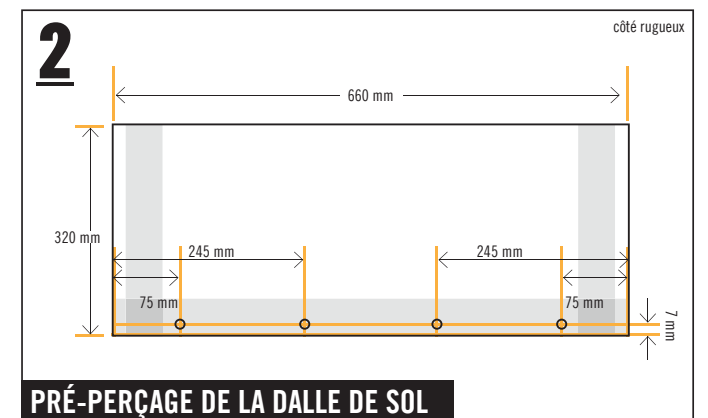 2
côté rugueux
660 mm
320 mm
245 mm
245 mm
75 mm
75 mm
7 mm
PRÉ-PERÇAGE DE LA DALLE DE SOL